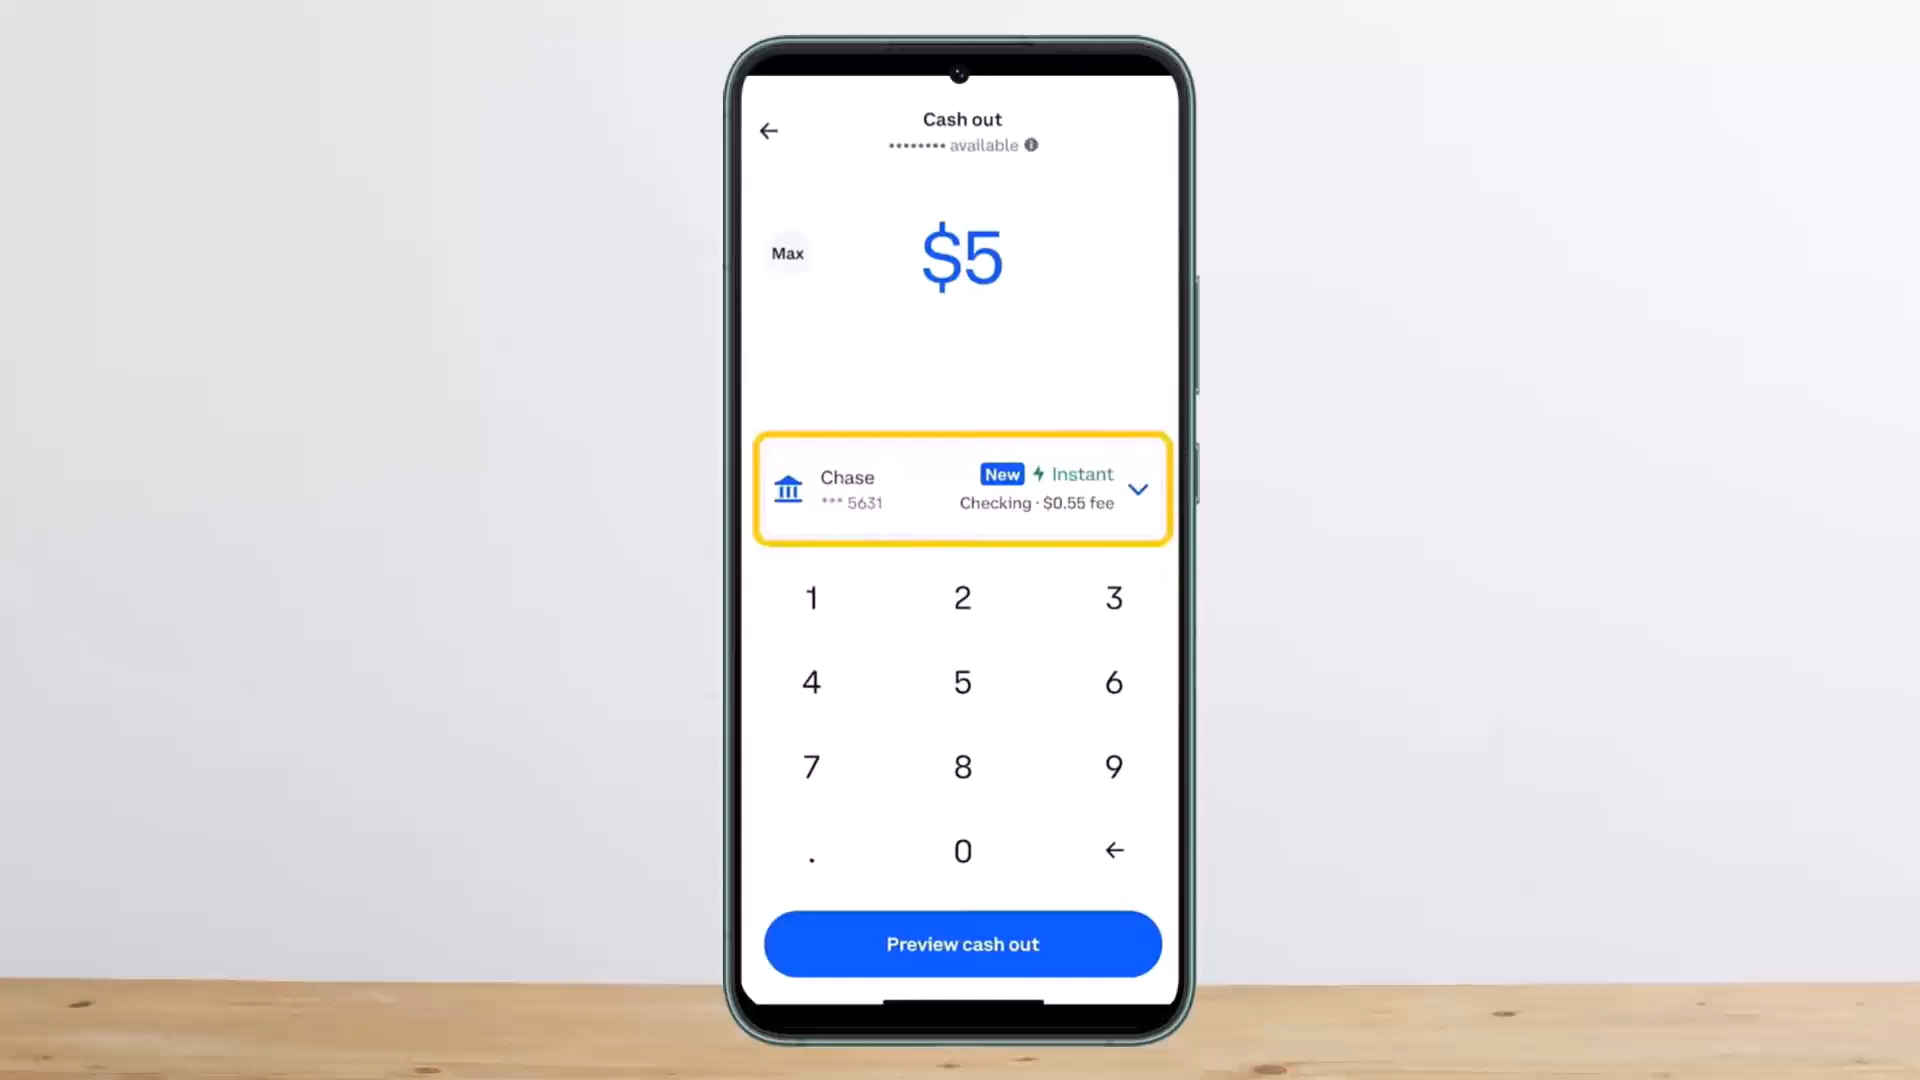 Cash out
•••••••• available
Max
$5
Chase
New Instant
*** 5631
Checking · $0.55 fee
1 2 3
4 5 6
7 8 9
. 0
Preview cash out